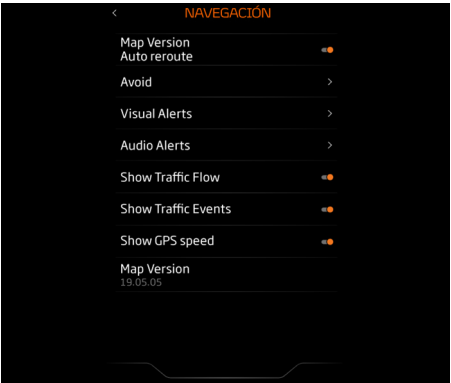 NAVEGACIÓN
Map Version
Auto reroute
Avoid
Visual Alerts
Audio Alerts
Show Traffic Flow
Show Traffic Events
Show GPS speed
Map Version
19.05.05